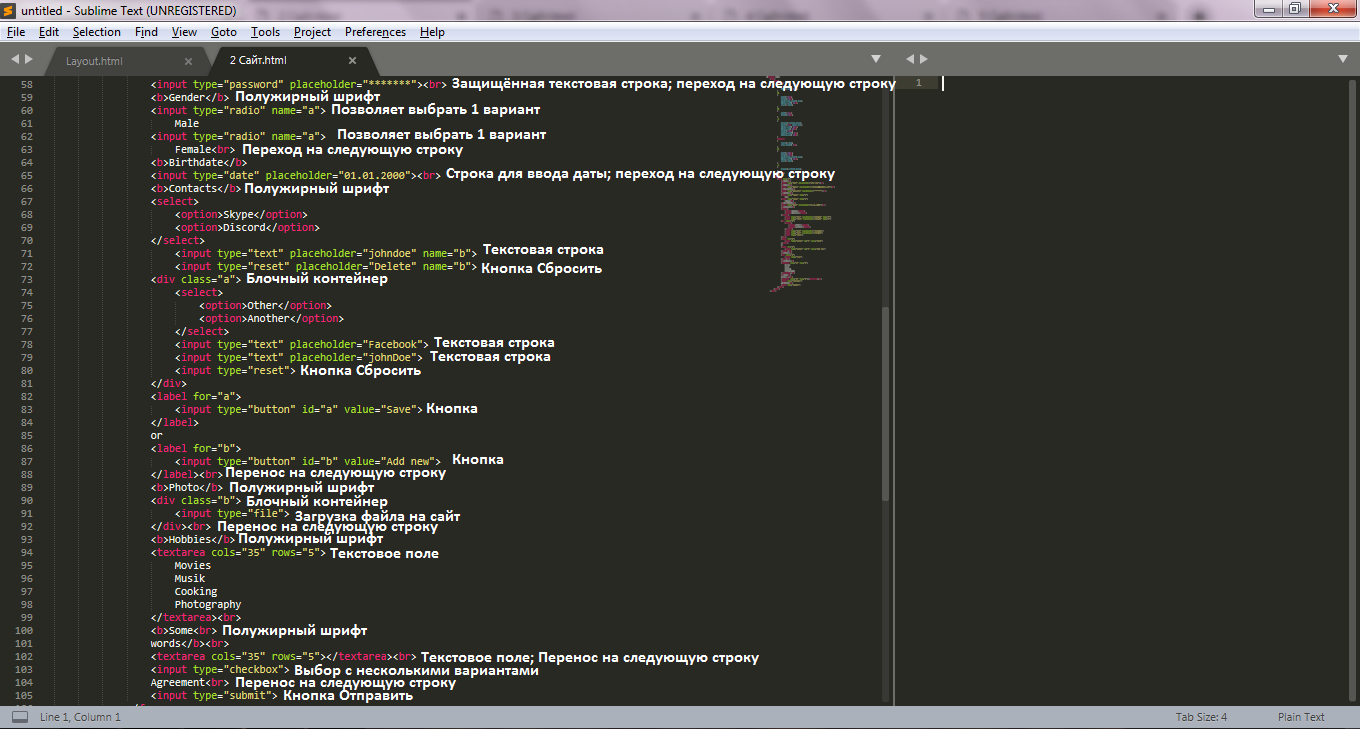 untitled - Sublime Text (UNREGISTERED)
File Edit Selection Find View Goto Tools Project Preferences Help
Layout.html × 2 Сайт.html ×
58 <input type="password" placeholder="*******"><br> Защищённая текстовая строка; переход на следующую строку 1
59 <b>Gender</b> Полужирный шрифт
60 <input type="radio" name="a"> Позволяет выбрать 1 вариант
61 Male
62 <input type="radio" name="a"> Позволяет выбрать 1 вариант
63 Female<br> Переход на следующую строку
64 <b>Birthdate</b>
65 <input type="date" placeholder="01.01.2000"><br> Строка для ввода даты; переход на следующую строку
66 <b>Contacts</b> Полужирный шрифт
67 <select>
68 <option>Skype</option>
69 <option>Discord</option>
70 </select>
71 <input type="text" placeholder="johndoe" name="b"> Текстовая строка
72 <input type="reset" placeholder="Delete" name="b"> Кнопка Сбросить
73 <div class="a"> Блочный контейнер
74 <select>
75 <option>Other</option>
76 <option>Another</option>
77 </select>
78 <input type="text" placeholder="Facebook"> Текстовая строка
79 <input type="text" placeholder="johnDoe"> Текстовая строка
80 <input type="reset"> Кнопка Сбросить
81 </div>
82 <label for="a">
83 <input type="button" id="a" value="Save"> Кнопка
84 </label>
85 or
86 <label for="b">
87 <input type="button" id="b" value="Add new"> Кнопка
88 </label><br> Перенос на следующую строку
89 <b>Photo</b> Полужирный шрифт
90 <div class="b"> Блочный контейнер
91 <input type="file"> Загрузка файла на сайт
92 </div><br> Перенос на следующую строку
93 <b>Hobbies</b> Полужирный шрифт
94 <textarea cols="35" rows="5"> Текстовое поле
95 Movies
96 Musik
97 Cooking
98 Photography
99 </textarea><br>
100 <b>Some<br> Полужирный шрифт
101 words</b><br>
102 <textarea cols="35" rows="5"></textarea><br> Текстовое поле; Перенос на следующую строку
103 <input type="checkbox"> Выбор с несколькими вариантами
104 Agreement<br> Перенос на следующую строку
105 <input type="submit"> Кнопка Отправить
Line 1, Column 1 Tab Size: 4 Plain Text